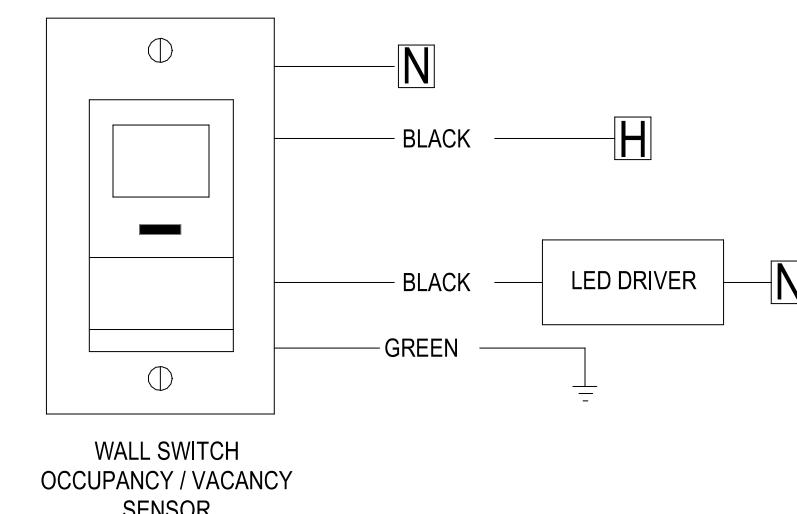 N
BLACK H
BLACK LED DRIVER N
GREEN
WALL SWITCH
OCCUPANCY / VACANCY
SENSOR